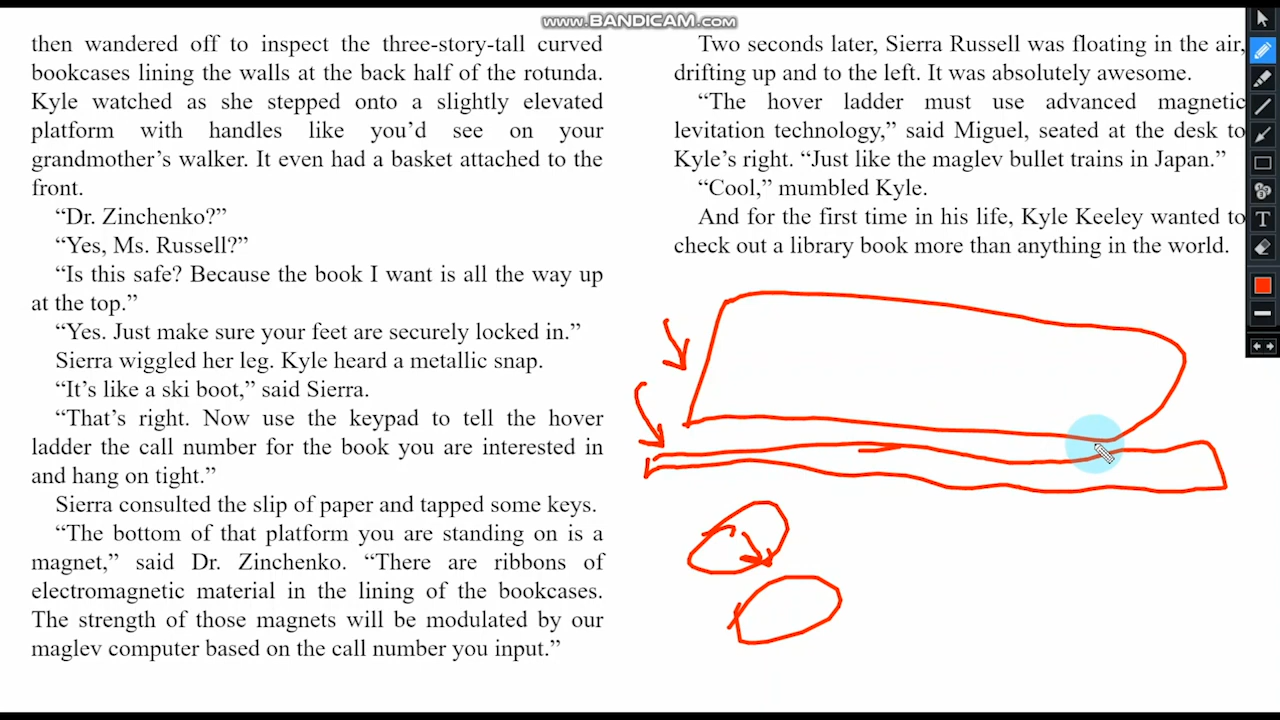 www.BANDICAM.com
then wandered off to inspect the three-story-tall curved
bookcases lining the walls at the back half of the rotunda.
Kyle watched as she stepped onto a slightly elevated
platform with handles like you’d see on your
grandmother’s walker. It even had a basket attached to the
front.
“Dr. Zinchenko?”
“Yes, Ms. Russell?”
“Is this safe? Because the book I want is all the way up
at the top.”
“Yes. Just make sure your feet are securely locked in.”
Sierra wiggled her leg. Kyle heard a metallic snap.
“It’s like a ski boot,” said Sierra.
“That’s right. Now use the keypad to tell the hover
ladder the call number for the book you are interested in
and hang on tight.”
Sierra consulted the slip of paper and tapped some keys.
“The bottom of that platform you are standing on is a
magnet,” said Dr. Zinchenko. “There are ribbons of
electromagnetic material in the lining of the bookcases.
The strength of those magnets will be modulated by our
maglev computer based on the call number you input.”
Two seconds later, Sierra Russell was floating in the air,
drifting up and to the left. It was absolutely awesome.
“The hover ladder must use advanced magnetic
levitation technology,” said Miguel, seated at the desk to
Kyle’s right. “Just like the maglev bullet trains in Japan.”
“Cool,” mumbled Kyle.
And for the first time in his life, Kyle Keeley wanted to
check out a library book more than anything in the world.